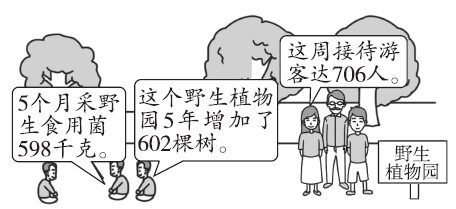 5个月采野
生食用菌
598千克。
这个野生植物
园5年增加了
602棵树。
这周接待游
客达706人。
野生
植物园